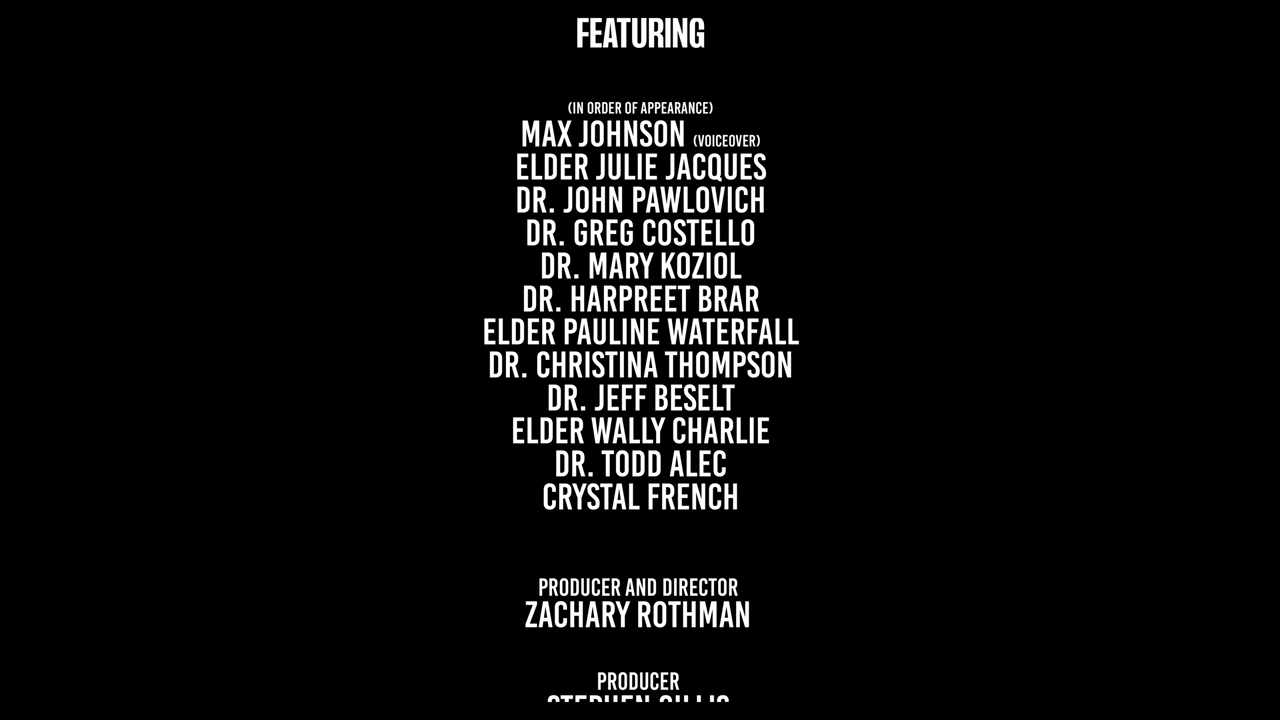 FEATURING
(IN ORDER OF APPEARANCE)
MAX JOHNSON (VOICEOVER)
ELDER JULIE JACQUES
DR. JOHN PAWLOVICH
DR. GREG COSTELLO
DR. MARY KOZIOL
DR. HARPREET BRAR
ELDER PAULINE WATERFALL
DR. CHRISTINA THOMPSON
DR. JEFF BESELT
ELDER WALLY CHARLIE
DR. TODD ALEC
CRYSTAL FRENCH
PRODUCER AND DIRECTOR
ZACHARY ROTHMAN
PRODUCER
STEPHEN